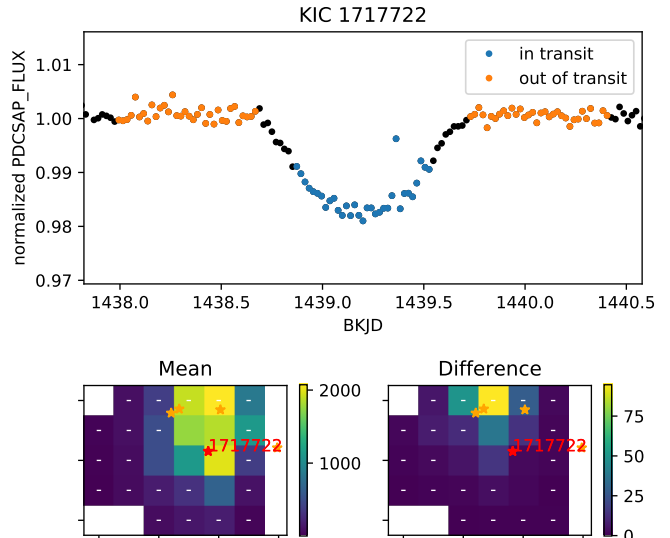 KIC 1717722
normalized PDCSAP_FLUX
1.01
1.00
0.99
0.98
0.97
in transit
out of transit
1438.0 1438.5 1439.0 1439.5 1440.0 1440.5
BKJD
Mean
1717722
2000
1000
Difference
1717722
75
50
25
0